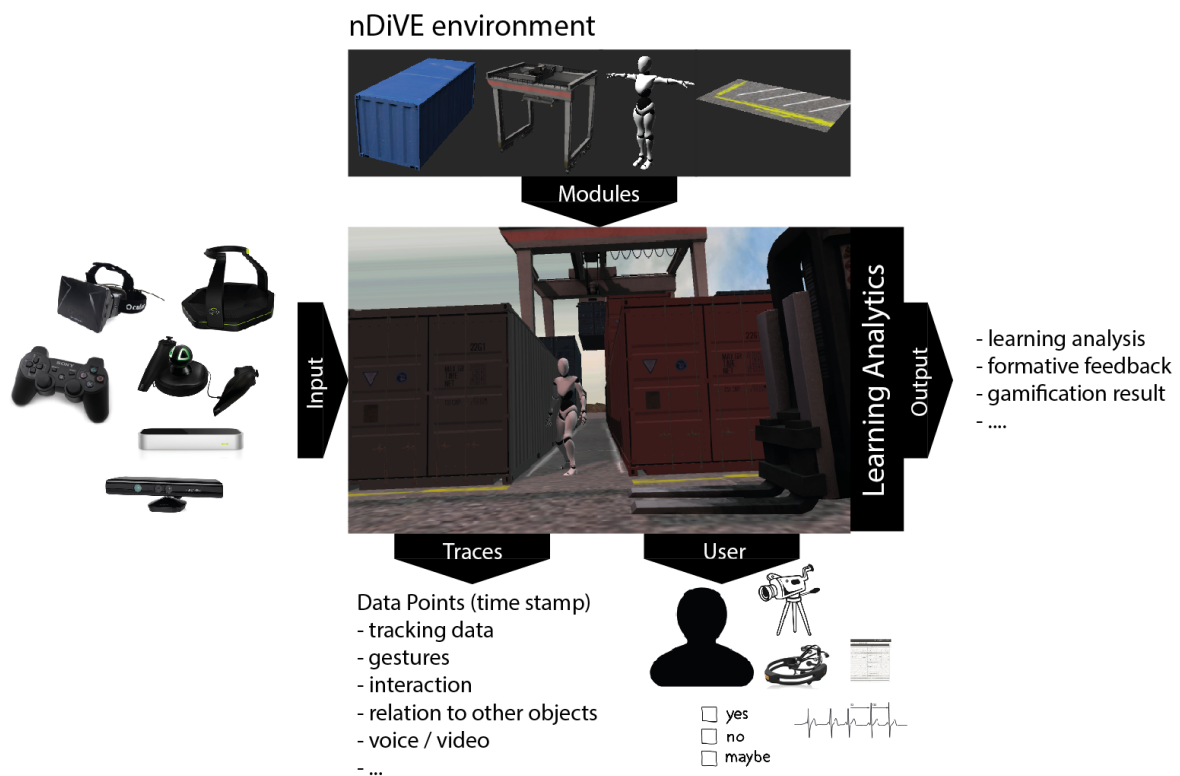 nDiVE environment
Modules
Input
Learning Analytics
Output
- learning analysis
- formative feedback
- gamification result
- ....
SONY
Traces
User
Data Points (time stamp)
- tracking data
- gestures
- interaction
- relation to other objects
- voice / video
- ...
yes
no
maybe